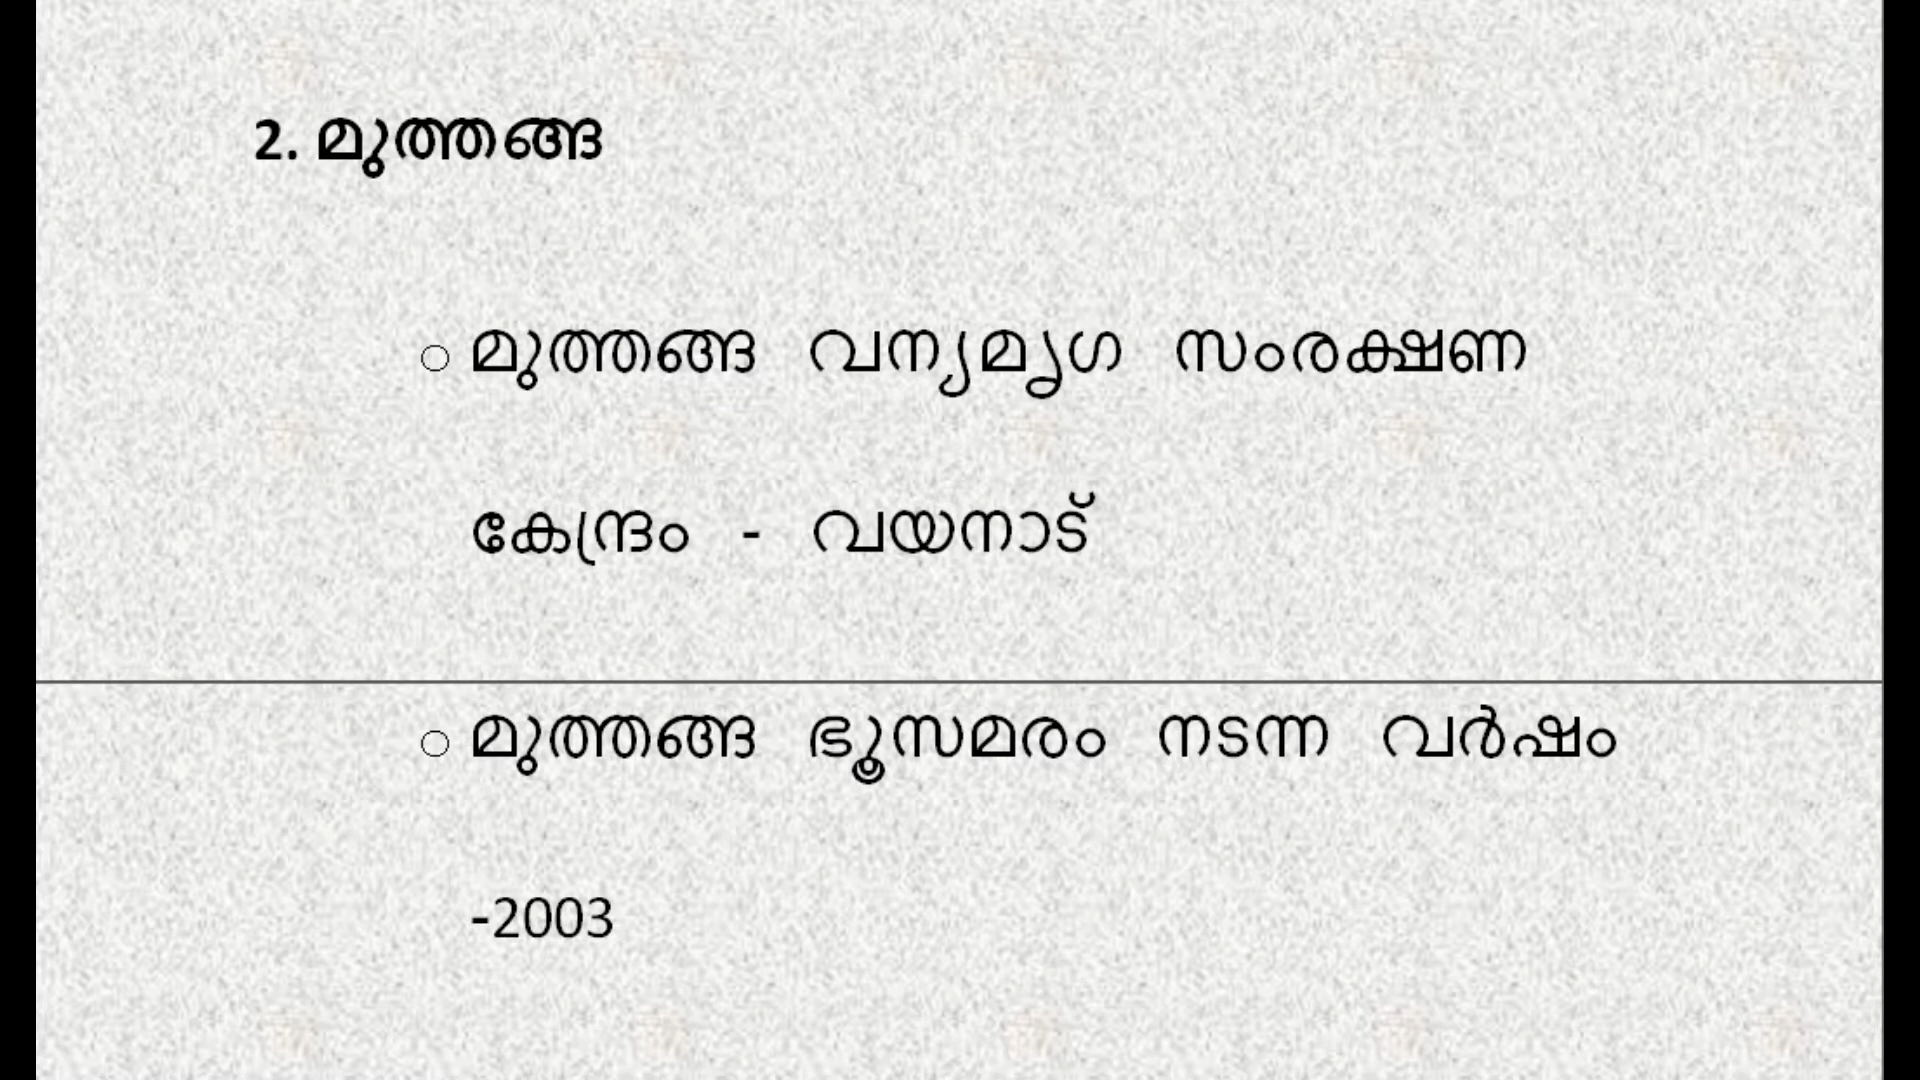 2. മുത്തങ്ങ
○ മുത്തങ്ങ വന്യമൃഗ സംരക്ഷണ
കേന്ദ്രം - വയനാട്
○ മുത്തങ്ങ ഭൂസമരം നടന്ന വർഷം
-2003